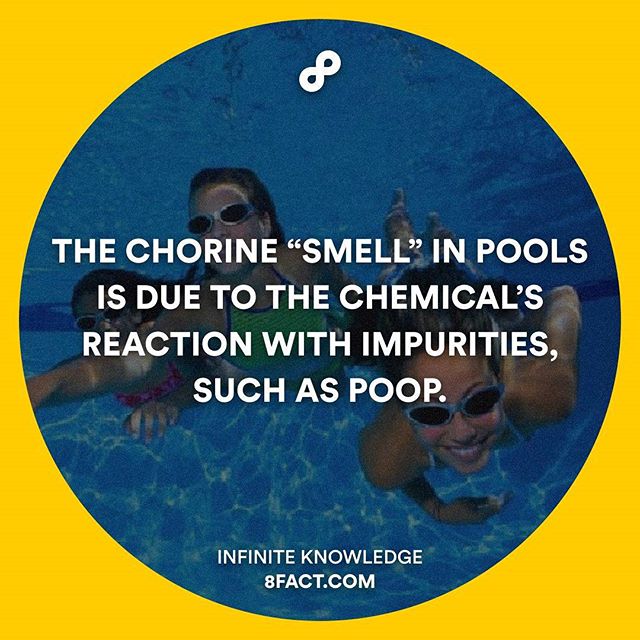 THE CHORINE “SMELL” IN POOLS
IS DUE TO THE CHEMICAL’S
REACTION WITH IMPURITIES,
SUCH AS POOP.
INFINITE KNOWLEDGE
8FACT.COM